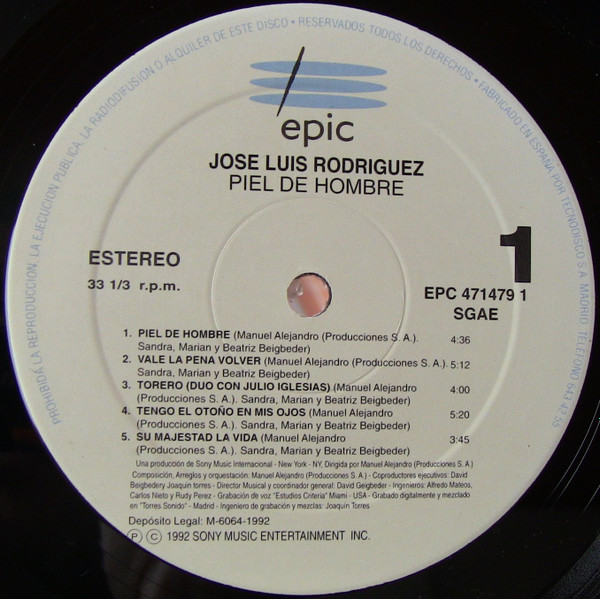 PROHIBIDA LA REPRODUCCION. LA EJECUCION PUBLICA, LA RADIODIFUSION O ALQUILER DE ESTE DISCO • RESERVADOS TODOS LOS DERECHOS • FABRICADO EN ESPAÑA POR TECNODISCO S A MADRID TELEFONO 643 42 58
epic
JOSE LUIS RODRIGUEZ
PIEL DE HOMBRE
1
ESTEREO
33 1/3 r.p.m.
EPC 471479 1
SGAE
1. PIEL DE HOMBRE (Manuel Alejandro (Producciones S. A.). 4:36
Sandra, Marian y Beatriz Beigbeder)
2. VALE LA PENA VOLVER (Manuel Alejandro (Producciones S. A.). 5:12
Sandra, Marian y Beatriz Beigbeder)
3. TORERO (DUO CON JULIO IGLESIAS) (Manuel Alejandro 4:00
(Producciones S. A.). Sandra, Marian y Beatriz Beigbeder)
4. TENGO EL OTOÑO EN MIS OJOS (Manuel Alejandro 5:20
(Producciones S. A.). Sandra, Marian y Beatriz Beigbeder)
5. SU MAJESTAD LA VIDA (Manuel Alejandro 3:45
(Producciones S. A.). Sandra, Marian y Beatriz Beigbeder)
Una producción de Sony Music Internacional - New York - NY, Dirigida por Manuel Alejandro (Producciones S. A.)
Composición, Arreglos y orquestación: Manuel Alejandro (Producciones S. A.) - Coproductores ejecutivos: David
Beigbedery Joaquin torres - Director Musical y coordinador general: David Geigbeder - Ingenieros: Alfredo Mateos,
Carlos Nieto y Rudy Perez - Grabación de voz "Estudios Criteria" Miami - USA - Grabado digitalmente y mezclado
en "Torres Sonido" - Madrid - Ingeniero de grabación y mezclas: Joaquin Torres
Depósito Legal: M-6064-1992
Ⓟ Ⓒ 1992 SONY MUSIC ENTERTAINMENT INC.